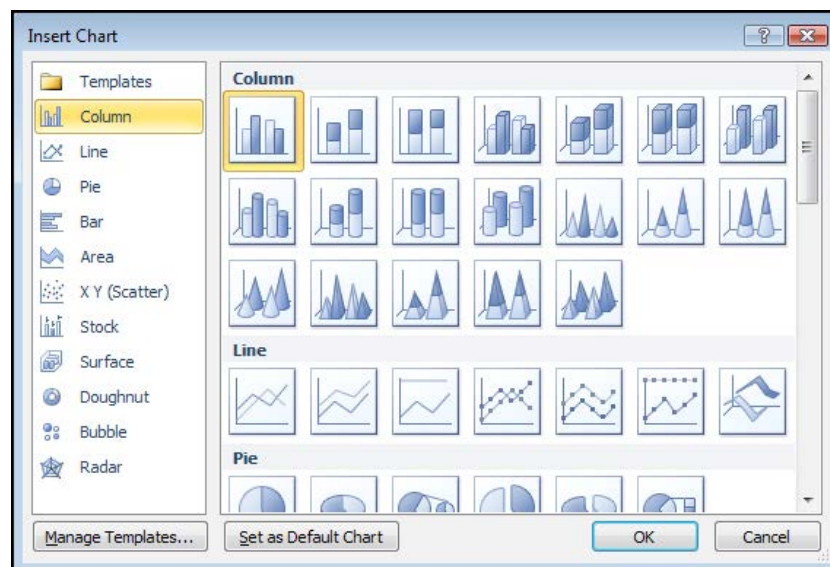 Insert Chart
Templates
Column
Line
Pie
Bar
Area
X Y (Scatter)
Stock
Surface
Doughnut
Bubble
Radar
Column
Line
Pie
Manage Templates...
Set as Default Chart
OK
Cancel